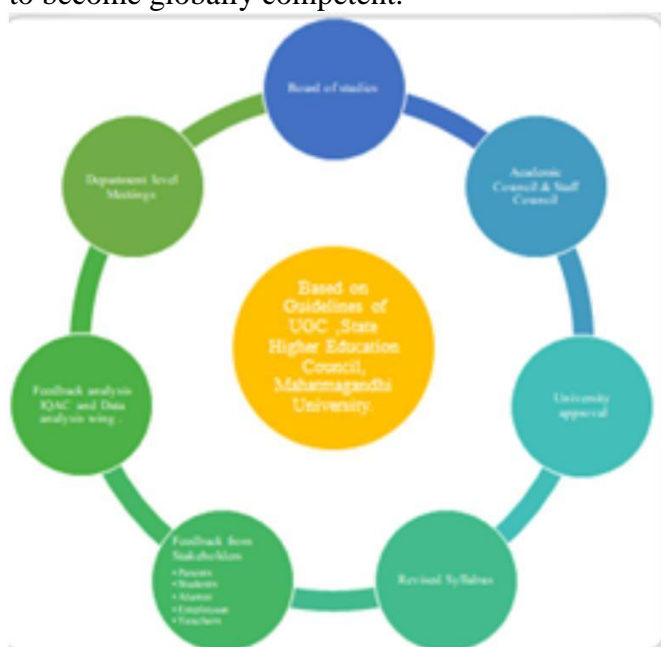 to become globally competent.
Board of studies
Academic
Council & Staff
Council
University
approval
Revised Syllabus
Feedback from
Stakeholders
• Parents
• Students
• Alumni
• Employees
• Teachers
Feedback analysis
IQAC and Data
analysis wing .
Department level
Meetings
Based on
Guidelines of
UGC ,State
Higher Education
Council,
Mahatmagandhi
University.